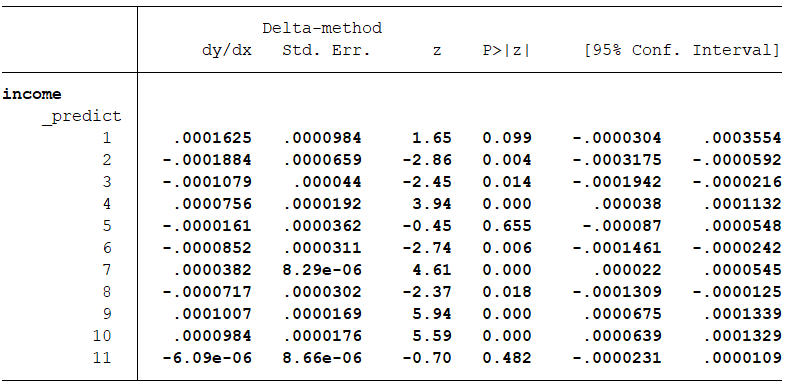 Delta-method
dy/dx Std. Err. z P>|z| [95% Conf. Interval]
income
_predict
1 .0001625 .0000984 1.65 0.099 -.0000304 .0003554
2 -.0001884 .0000659 -2.86 0.004 -.0003175 -.0000592
3 -.0001079 .000044 -2.45 0.014 -.0001942 -.0000216
4 .0000756 .0000192 3.94 0.000 .000038 .0001132
5 -.0000161 .0000362 -0.45 0.655 -.000087 .0000548
6 -.0000852 .0000311 -2.74 0.006 -.0001461 -.0000242
7 .0000382 8.29e-06 4.61 0.000 .000022 .0000545
8 -.0000717 .0000302 -2.37 0.018 -.0001309 -.0000125
9 .0001007 .0000169 5.94 0.000 .0000675 .0001339
10 .0000984 .0000176 5.59 0.000 .0000639 .0001329
11 -6.09e-06 8.66e-06 -0.70 0.482 -.0000231 .0000109